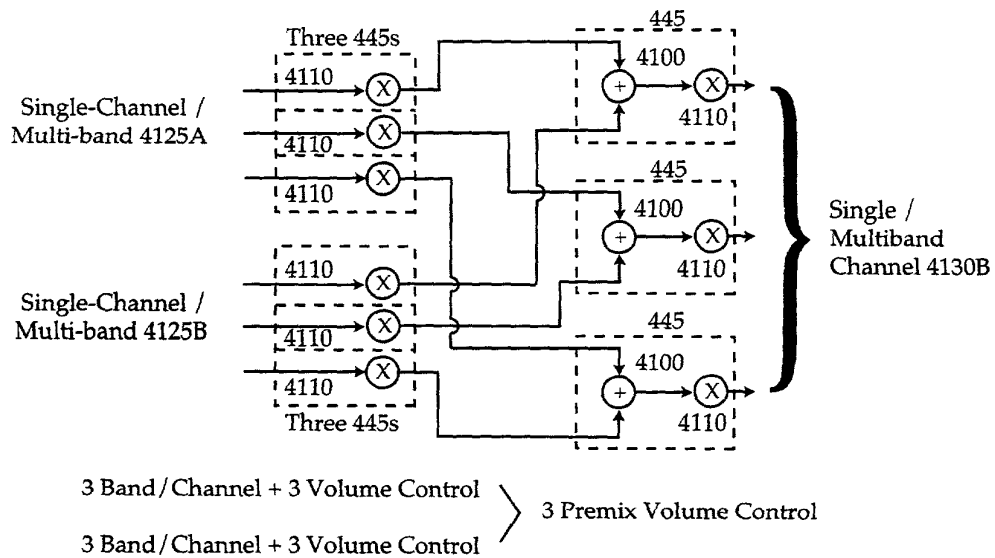 Three 445s
4110 X
4110 X
4110 X
Single-Channel /
Multi-band 4125A
4110 X
4110 X
4110 X
Three 445s
Single-Channel /
Multi-band 4125B
445
4100
+ X
4110
445
4100
+ X
4110
445
4100
+ X
4110
Single /
Multiband
Channel 4130B
3 Band/Channel + 3 Volume Control
3 Band/Channel + 3 Volume Control
3 Premix Volume Control